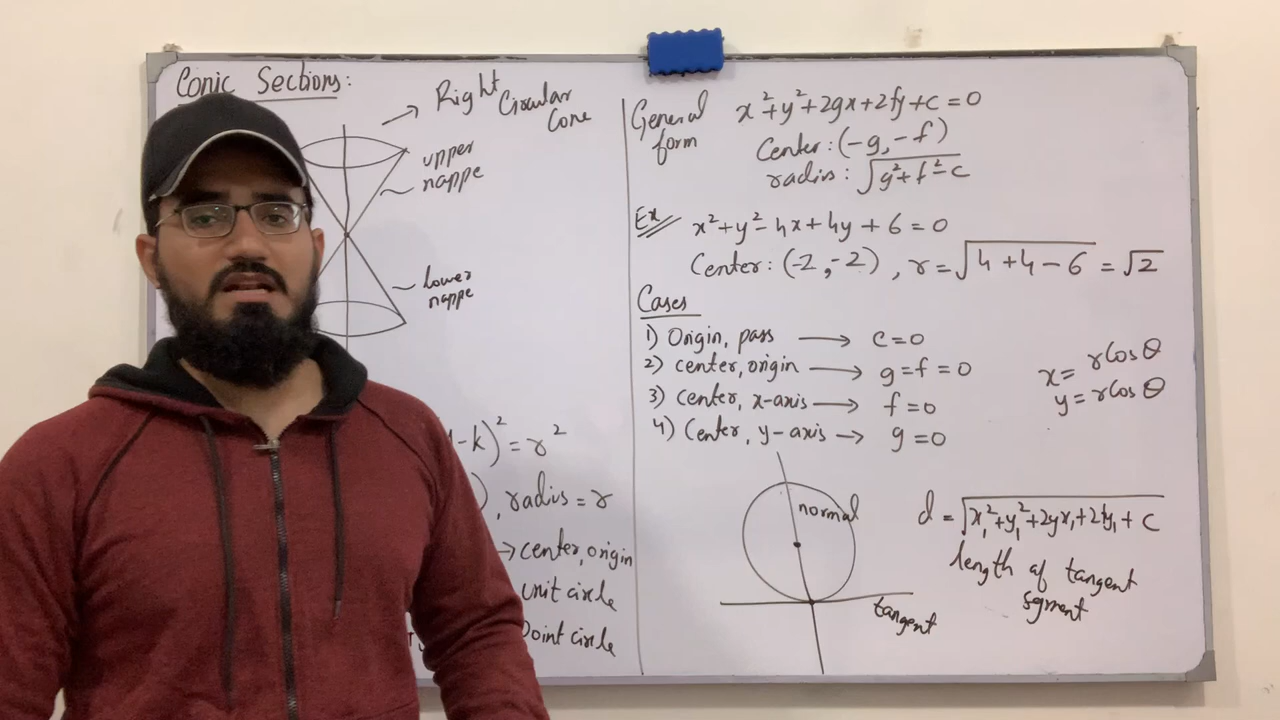 Conic Sections:
Right Circular
Cone
upper
nappe
lower
nappe
-k)² = r²
), radius = r
→ center, origin
unit circle
Point circle
General
form
x²+y²+2gx+2fy+c=0
Center: (-g, -f)
radius: √g²+f²-c
Ex
x²+y²-4x+4y+6=0
Center: (-2,-2), r=√4+4-6 = √2
Cases
1) Origin, pass → c=0
2) center, origin → g=f=0
3) center, x-axis → f=0
4) Center, y-axis → g=0
x= rcosθ
y= rcosθ
normal
tangent
d=√x₁²+y₁²+2gx₁+2fy₁+c
length of tangent
segment